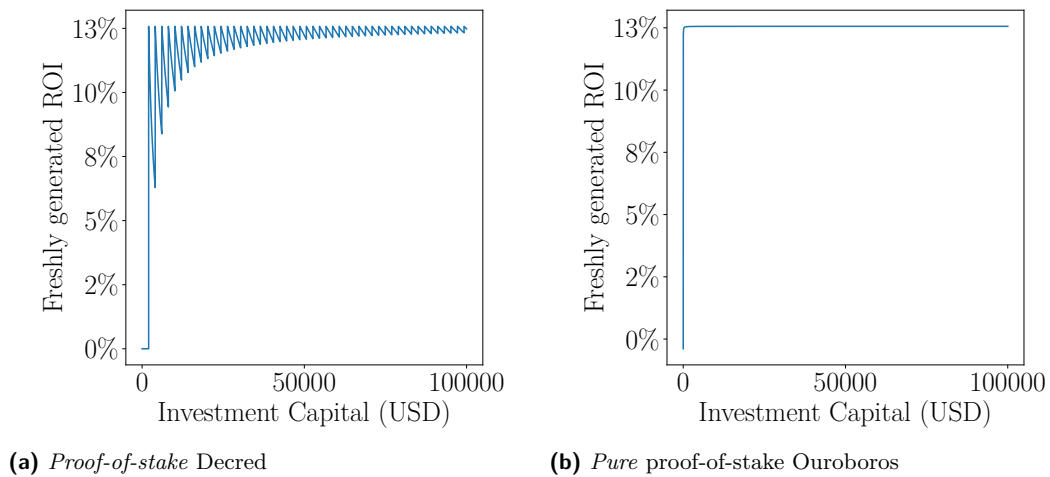 13%
10%
8%
5%
2%
0%
Freshly generated ROI
0 50000 100000
Investment Capital (USD)
(a) Proof-of-stake Decred
13%
10%
8%
5%
2%
0%
Freshly generated ROI
0 50000 100000
Investment Capital (USD)
(b) Pure proof-of-stake Ouroboros